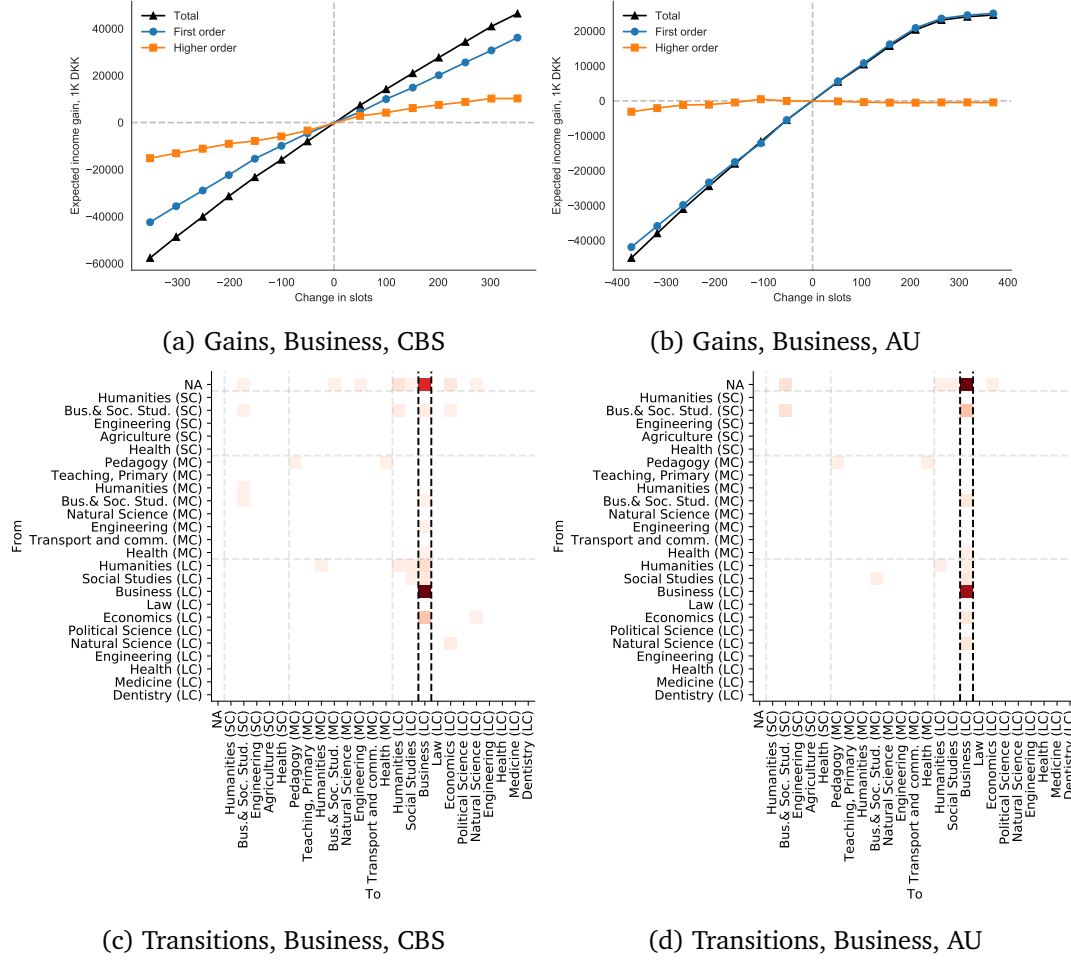 Total
First order
Higher order
Expected income gain, 1K DKK
40000
20000
0
−20000
−40000
−60000
−300
−200
−100
0
100
200
300
Change in slots
(a) Gains, Business, CBS
Total
First order
Higher order
Expected income gain, 1K DKK
20000
10000
0
−10000
−20000
−30000
−40000
−400
−300
−200
−100
0
100
200
300
400
Change in slots
(b) Gains, Business, AU
From
NA
Humanities (SC)
Bus.& Soc. Stud. (SC)
Engineering (SC)
Agriculture (SC)
Health (SC)
Pedagogy (MC)
Teaching, Primary (MC)
Humanities (MC)
Bus.& Soc. Stud. (MC)
Natural Science (MC)
Engineering (MC)
Transport and comm. (MC)
Health (MC)
Humanities (LC)
Social Studies (LC)
Business (LC)
Law (LC)
Economics (LC)
Political Science (LC)
Natural Science (LC)
Engineering (LC)
Health (LC)
Medicine (LC)
Dentistry (LC)
NA
Humanities (SC)
Bus.& Soc. Stud. (SC)
Engineering (SC)
Agriculture (SC)
Health (SC)
Pedagogy (MC)
Teaching, Primary (MC)
Humanities (MC)
Bus.& Soc. Stud. (MC)
Natural Science (MC)
Engineering (MC)
Transport and comm. (MC)
Health (MC)
Humanities (LC)
Social Studies (LC)
Business (LC)
Law (LC)
Economics (LC)
Political Science (LC)
Natural Science (LC)
Engineering (LC)
Health (LC)
Medicine (LC)
Dentistry (LC)
To
(c) Transitions, Business, CBS
From
NA
Humanities (SC)
Bus.& Soc. Stud. (SC)
Engineering (SC)
Agriculture (SC)
Health (SC)
Pedagogy (MC)
Teaching, Primary (MC)
Humanities (MC)
Bus.& Soc. Stud. (MC)
Natural Science (MC)
Engineering (MC)
Transport and comm. (MC)
Health (MC)
Humanities (LC)
Social Studies (LC)
Business (LC)
Law (LC)
Economics (LC)
Political Science (LC)
Natural Science (LC)
Engineering (LC)
Health (LC)
Medicine (LC)
Dentistry (LC)
NA
Humanities (SC)
Bus.& Soc. Stud. (SC)
Engineering (SC)
Agriculture (SC)
Health (SC)
Pedagogy (MC)
Teaching, Primary (MC)
Humanities (MC)
Bus.& Soc. Stud. (MC)
Natural Science (MC)
Engineering (MC)
Transport and comm. (MC)
Health (MC)
Humanities (LC)
Social Studies (LC)
Business (LC)
Law (LC)
Economics (LC)
Political Science (LC)
Natural Science (LC)
Engineering (LC)
Health (LC)
Medicine (LC)
Dentistry (LC)
To
(d) Transitions, Business, AU